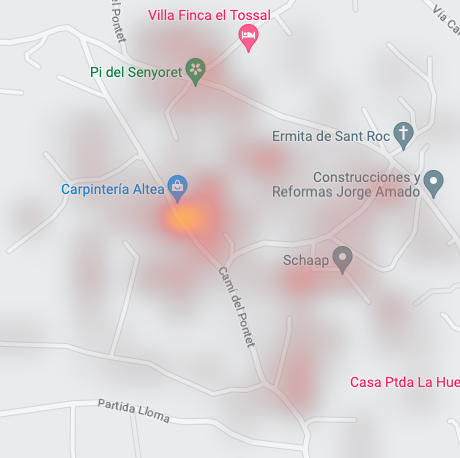 el Pontet
Villa Finca el Tossal
Via Ca
Pi del Senyoret
Ermita de Sant Roc
Carpintería Altea
Construcciones y
Reformas Jorge Amado
Schaap
Camí del Pontet
Casa Ptda La Hue
Partida Lloma